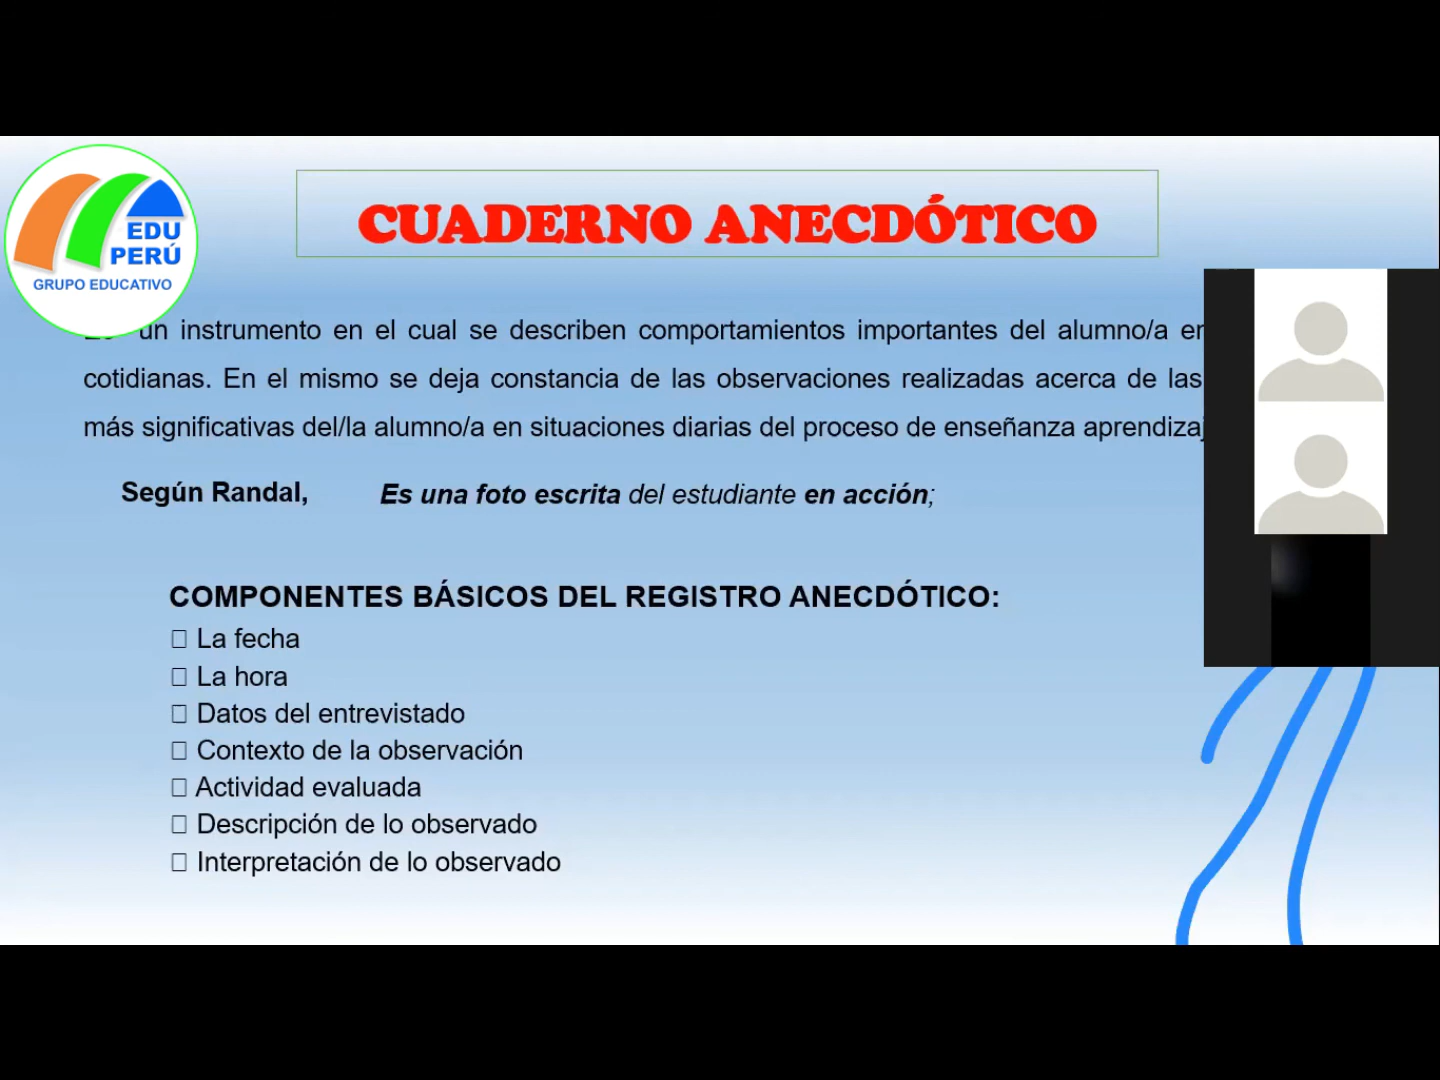 EDU
PERÚ
GRUPO EDUCATIVO
CUADERNO ANECDÓTICO
un instrumento en el cual se describen comportamientos importantes del alumno/a
cotidianas. En el mismo se deja constancia de las observaciones realizadas acerca de las
más significativas del/la alumno/a en situaciones diarias del proceso de enseñanza
Según Randal, Es una foto escrita del estudiante en acción;
COMPONENTES BÁSICOS DEL REGISTRO ANECDÓTICO:
La fecha
La hora
Datos del entrevistado
Contexto de la observación
Actividad evaluada
Descripción de lo observado
Interpretación de lo observado